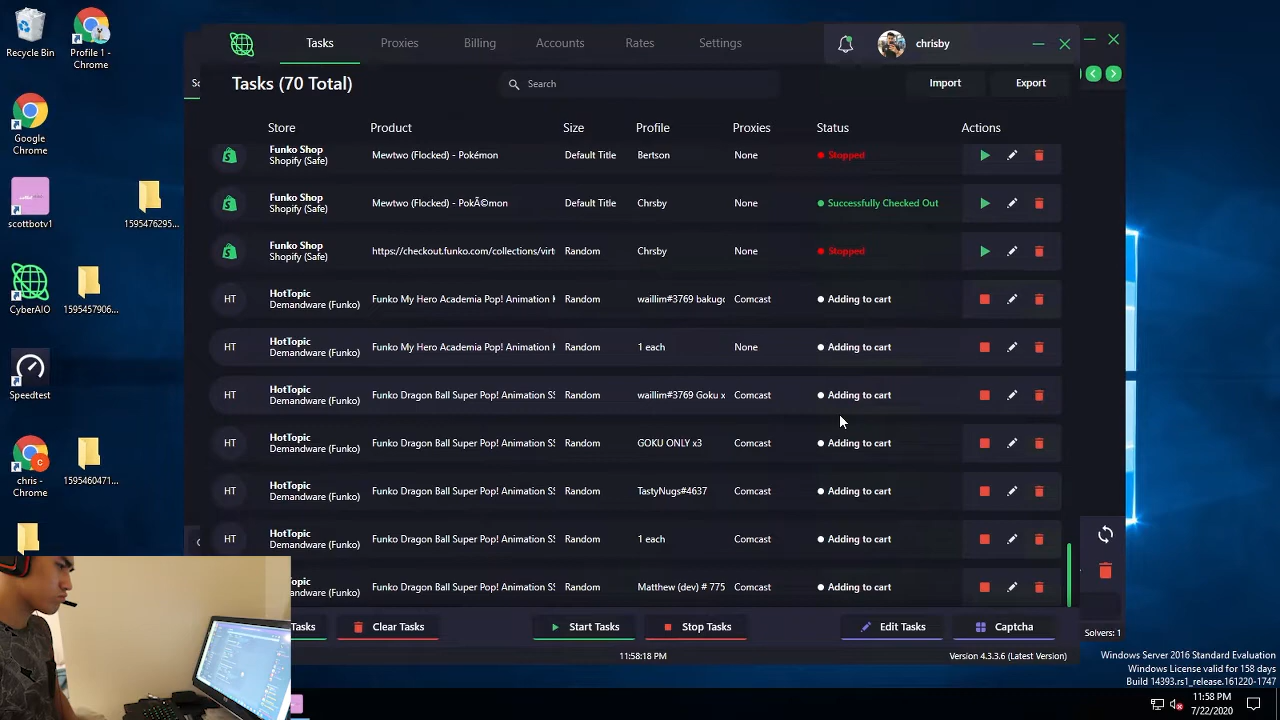 Recycle Bin
Profile 1 -
Chrome
Google
Chrome
scottbotv1
1595476295...
CyberAIO
1595457906...
Speedtest
chris -
Chrome
1595460471...
Tasks
Proxies
Billing
Accounts
Rates
Settings
chrisby
Tasks (70 Total)
Search
Import
Export
Store
Product
Size
Profile
Proxies
Status
Actions
Funko Shop
Shopify (Safe)
Mewtwo (Flocked) - Pokémon
Default Title
Bertson
None
Stopped
Funko Shop
Shopify (Safe)
Mewtwo (Flocked) - PokÃ©mon
Default Title
Chrsby
None
Successfully Checked Out
Funko Shop
Shopify (Safe)
https://checkout.funko.com/collections/virt
Random
Chrsby
None
Stopped
HT
HotTopic
Demandware (Funko)
Funko My Hero Academia Pop! Animation
Random
waillim#3769 bakugo
Comcast
Adding to cart
HT
HotTopic
Demandware (Funko)
Funko My Hero Academia Pop! Animation
Random
1 each
None
Adding to cart
HT
HotTopic
Demandware (Funko)
Funko Dragon Ball Super Pop! Animation SS
Random
waillim#3769 Goku x
Comcast
Adding to cart
HT
HotTopic
Demandware (Funko)
Funko Dragon Ball Super Pop! Animation SS
Random
GOKU ONLY x3
Comcast
Adding to cart
HT
HotTopic
Demandware (Funko)
Funko Dragon Ball Super Pop! Animation SS
Random
TastyNugs#4637
Comcast
Adding to cart
HT
HotTopic
Demandware (Funko)
Funko Dragon Ball Super Pop! Animation SS
Random
1 each
Comcast
Adding to cart
Demandware (Funko)
Funko Dragon Ball Super Pop! Animation SS
Random
Matthew (dev) # 775
Comcast
Adding to cart
Tasks
Clear Tasks
Start Tasks
Stop Tasks
Edit Tasks
Captcha
Solvers: 1
11:58:18 PM
Version 4.3.3.6 (Latest Version)
Windows Server 2016 Standard Evaluation
Windows License valid for 158 days
Build 14393.rs1_release.161220-1747
11:58 PM
7/22/2020